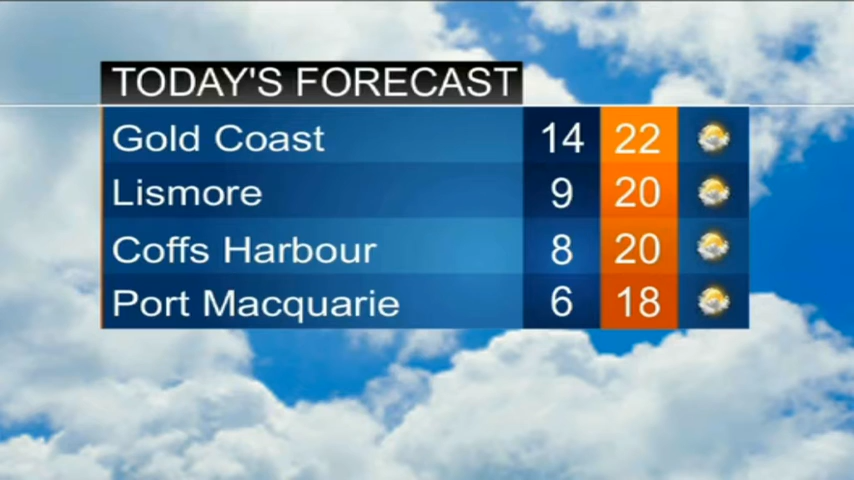 TODAY'S FORECAST
Gold Coast 14 22
Lismore 9 20
Coffs Harbour 8 20
Port Macquarie 6 18